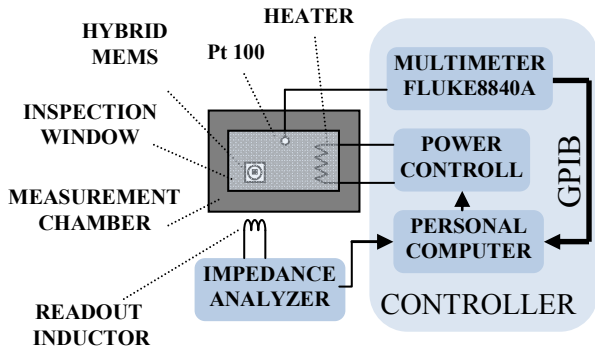 HYBRID
MEMS
Pt 100
HEATER
MULTIMETER
FLUKE8840A
INSPECTION
WINDOW
POWER
CONTROLL
GPIB
MEASUREMENT
CHAMBER
PERSONAL
COMPUTER
IMPEDANCE
ANALYZER
CONTROLLER
READOUT
INDUCTOR